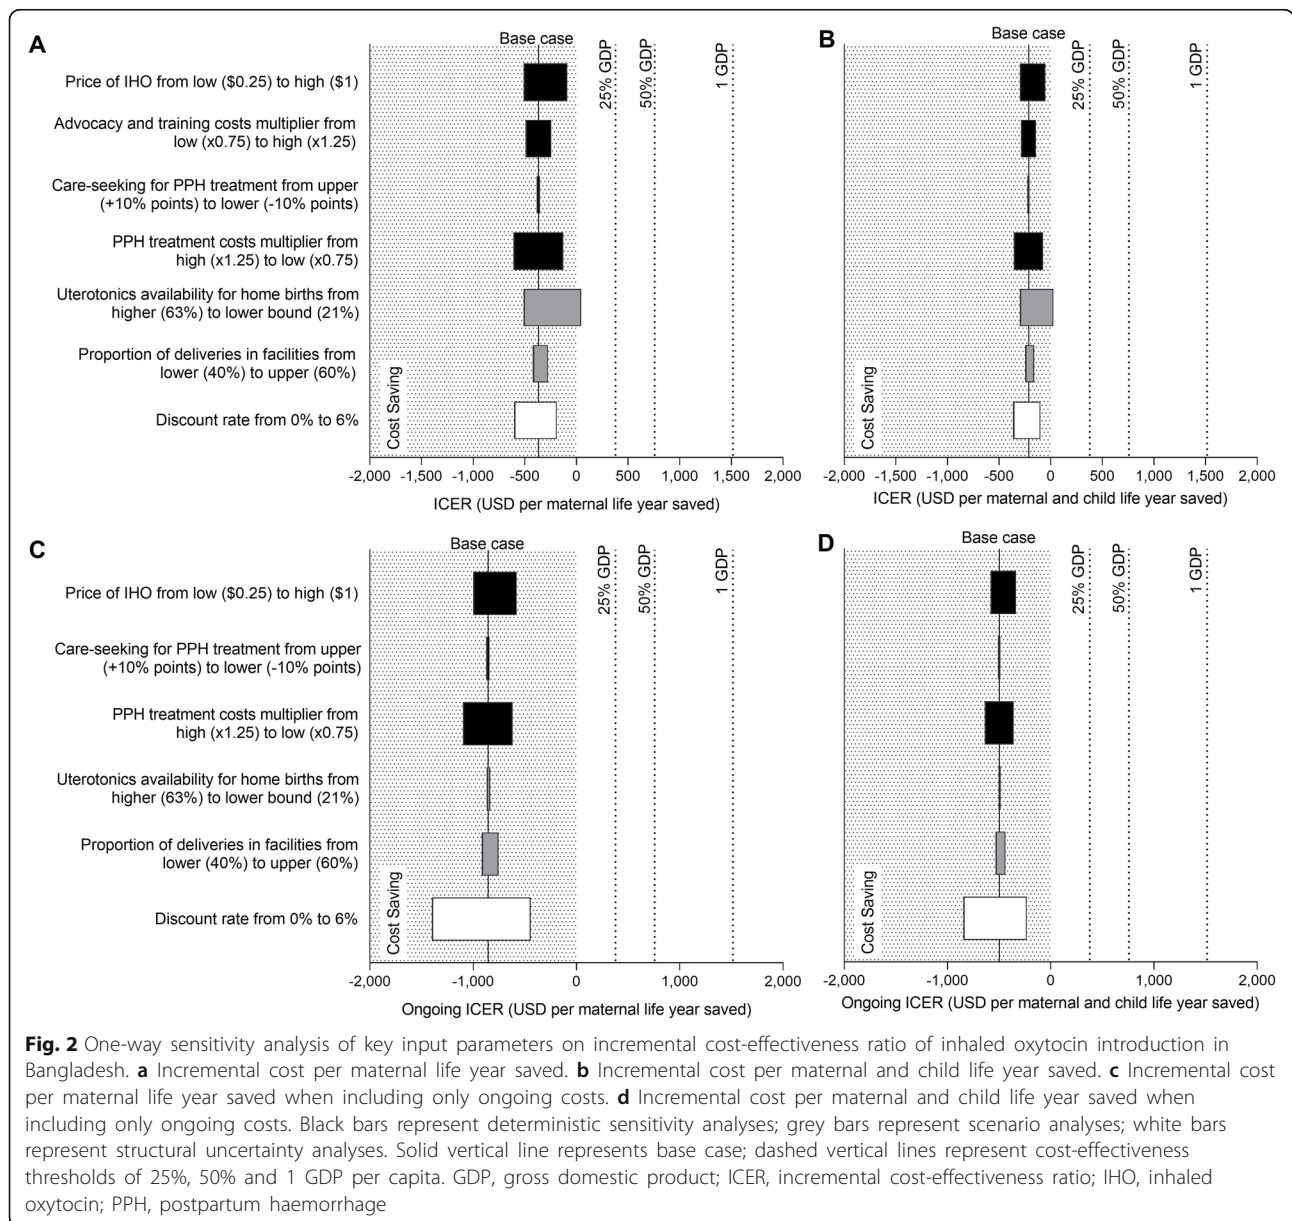 A
Base case
25% GDP
50% GDP
1 GDP
Price of IHO from low ($0.25) to high ($1)
Advocacy and training costs multiplier from
low (x0.75) to high (x1.25)
Care-seeking for PPH treatment from upper
(+10% points) to lower (-10% points)
PPH treatment costs multiplier from
high (x1.25) to low (x0.75)
Uterotonics availability for home births from
higher (63%) to lower bound (21%)
Proportion of deliveries in facilities from
lower (40%) to upper (60%)
Discount rate from 0% to 6%
Cost Saving
-2,000 -1,500 -1,000 -500 0 500 1,000 1,500 2,000
ICER (USD per maternal life year saved)
B
Base case
25% GDP
50% GDP
1 GDP
Cost Saving
-2,000 -1,500 -1,000 -500 0 500 1,000 1,500 2,000
ICER (USD per maternal and child life year saved)
C
Base case
25% GDP
50% GDP
1 GDP
Price of IHO from low ($0.25) to high ($1)
Care-seeking for PPH treatment from upper
(+10% points) to lower (-10% points)
PPH treatment costs multiplier from
high (x1.25) to low (x0.75)
Uterotonics availability for home births from
higher (63%) to lower bound (21%)
Proportion of deliveries in facilities from
lower (40%) to upper (60%)
Discount rate from 0% to 6%
Cost Saving
-2,000 -1,000 0 1,000 2,000
Ongoing ICER (USD per maternal life year saved)
D
Base case
25% GDP
50% GDP
1 GDP
Cost Saving
-2,000 -1,000 0 1,000 2,000
Ongoing ICER (USD per maternal and child life year saved)
Fig. 2 One-way sensitivity analysis of key input parameters on incremental cost-effectiveness ratio of inhaled oxytocin introduction in
Bangladesh. a Incremental cost per maternal life year saved. b Incremental cost per maternal and child life year saved. c Incremental cost
per maternal life year saved when including only ongoing costs. d Incremental cost per maternal and child life year saved when
including only ongoing costs. Black bars represent deterministic sensitivity analyses; grey bars represent scenario analyses; white bars
represent structural uncertainty analyses. Solid vertical line represents base case; dashed vertical lines represent cost-effectiveness
thresholds of 25%, 50% and 1 GDP per capita. GDP, gross domestic product; ICER, incremental cost-effectiveness ratio; IHO, inhaled
oxytocin; PPH, postpartum haemorrhage